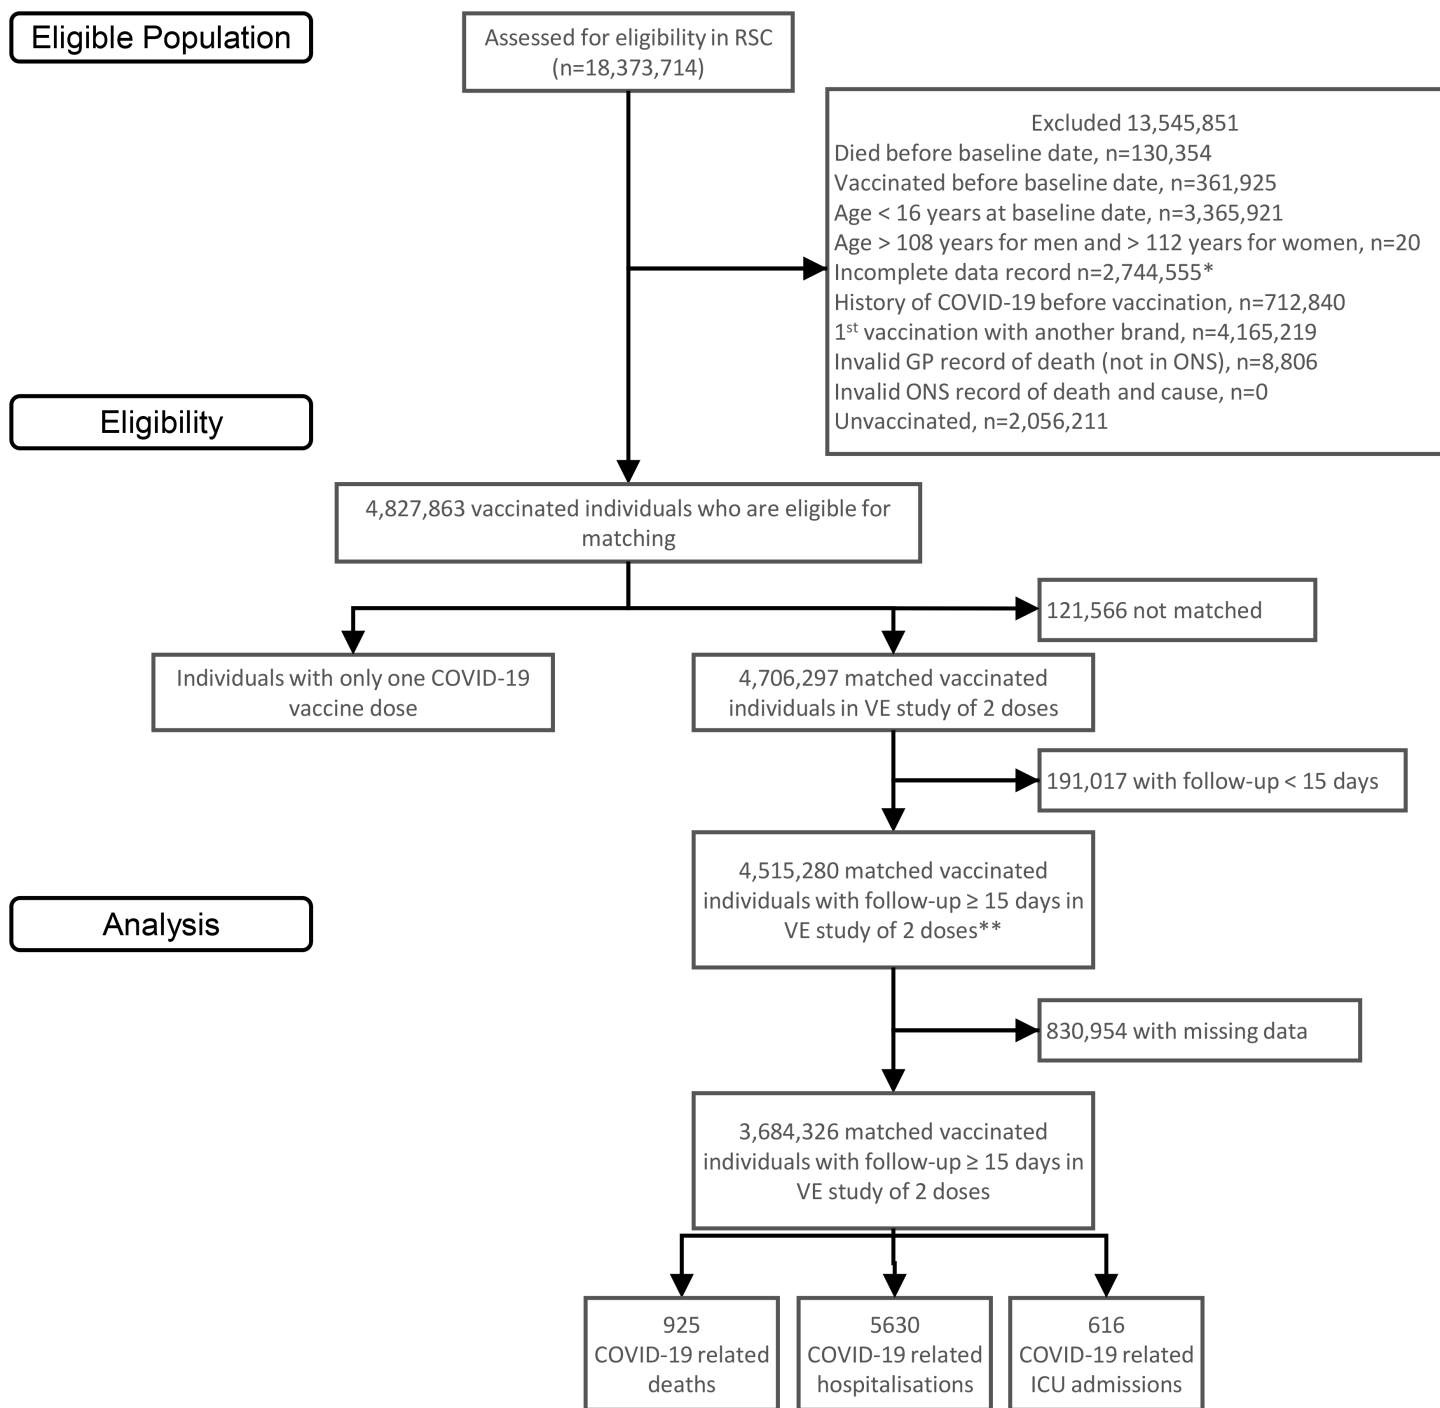 Eligible Population
Assessed for eligibility in RSC
(n=18,373,714)
Excluded 13,545,851
Died before baseline date, n=130,354
Vaccinated before baseline date, n=361,925
Age < 16 years at baseline date, n=3,365,921
Age > 108 years for men and > 112 years for women, n=20
Incomplete data record n=2,744,555*
History of COVID-19 before vaccination, n=712,840
1st vaccination with another brand, n=4,165,219
Invalid GP record of death (not in ONS), n=8,806
Invalid ONS record of death and cause, n=0
Unvaccinated, n=2,056,211
Eligibility
4,827,863 vaccinated individuals who are eligible for
matching
121,566 not matched
Individuals with only one COVID-19
vaccine dose
4,706,297 matched vaccinated
individuals in VE study of 2 doses
191,017 with follow-up < 15 days
4,515,280 matched vaccinated
individuals with follow-up ≥ 15 days in
VE study of 2 doses**
Analysis
830,954 with missing data
3,684,326 matched vaccinated
individuals with follow-up ≥ 15 days in
VE study of 2 doses
925
COVID-19 related
deaths
5630
COVID-19 related
hospitalisations
616
COVID-19 related
ICU admissions